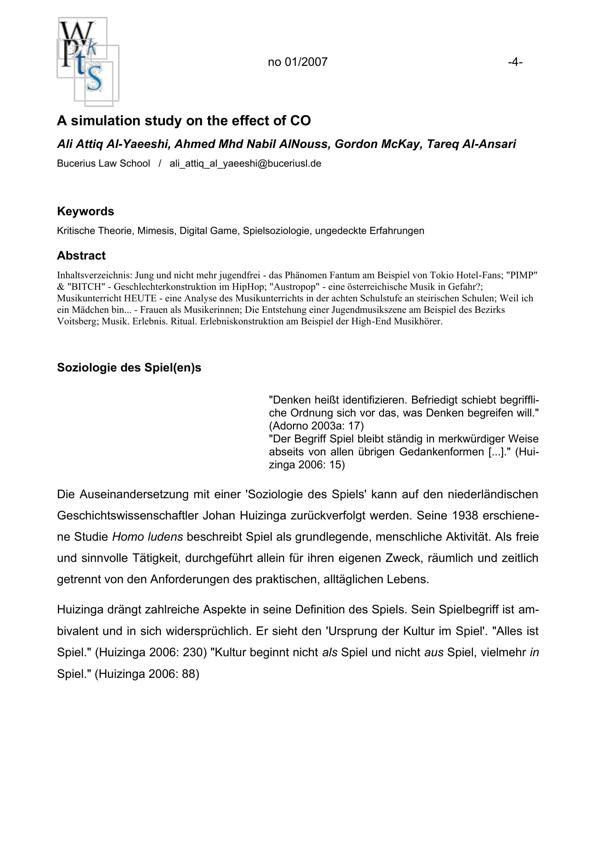 W
P k
t s
no 01/2007 -4-
A simulation study on the effect of CO
Ali Attiq Al-Yaeeshi, Ahmed Mhd Nabil AlNouss, Gordon McKay, Tareq Al-Ansari
Bucerius Law School / ali_attiq_al_yaeeshi@buceriusl.de
Keywords
Kritische Theorie, Mimesis, Digital Game, Spielsoziologie, ungedeckte Erfahrungen
Abstract
Inhaltsverzeichnis: Jung und nicht mehr jugendfrei - das Phänomen Fantum am Beispiel von Tokio Hotel-Fans; "PIMP"
& "BITCH" - Geschlechterkonstruktion im HipHop; "Austropop" - eine österreichische Musik in Gefahr?;
Musikunterricht HEUTE - eine Analyse des Musikunterrichts in der achten Schulstufe an steirischen Schulen; Weil ich
ein Mädchen bin... - Frauen als Musikerinnen; Die Entstehung einer Jugendmusikszene am Beispiel des Bezirks
Voitsberg; Musik. Erlebnis. Ritual. Erlebniskonstruktion am Beispiel der High-End Musikhörer.
Soziologie des Spiel(en)s
"Denken heißt identifizieren. Befriedigt schiebt begriffli-
che Ordnung sich vor das, was Denken begreifen will."
(Adorno 2003a: 17)
"Der Begriff Spiel bleibt ständig in merkwürdiger Weise
abseits von allen übrigen Gedankenformen [...]." (Hui-
zinga 2006: 15)
Die Auseinandersetzung mit einer 'Soziologie des Spiels' kann auf den niederländischen
Geschichtswissenschaftler Johan Huizinga zurückverfolgt werden. Seine 1938 erschiene-
ne Studie Homo ludens beschreibt Spiel als grundlegende, menschliche Aktivität. Als freie
und sinnvolle Tätigkeit, durchgeführt allein für ihren eigenen Zweck, räumlich und zeitlich
getrennt von den Anforderungen des praktischen, alltäglichen Lebens.
Huizinga drängt zahlreiche Aspekte in seine Definition des Spiels. Sein Spielbegriff ist am-
bivalent und in sich widersprüchlich. Er sieht den 'Ursprung der Kultur im Spiel'. "Alles ist
Spiel." (Huizinga 2006: 230) "Kultur beginnt nicht als Spiel und nicht aus Spiel, vielmehr in
Spiel." (Huizinga 2006: 88)